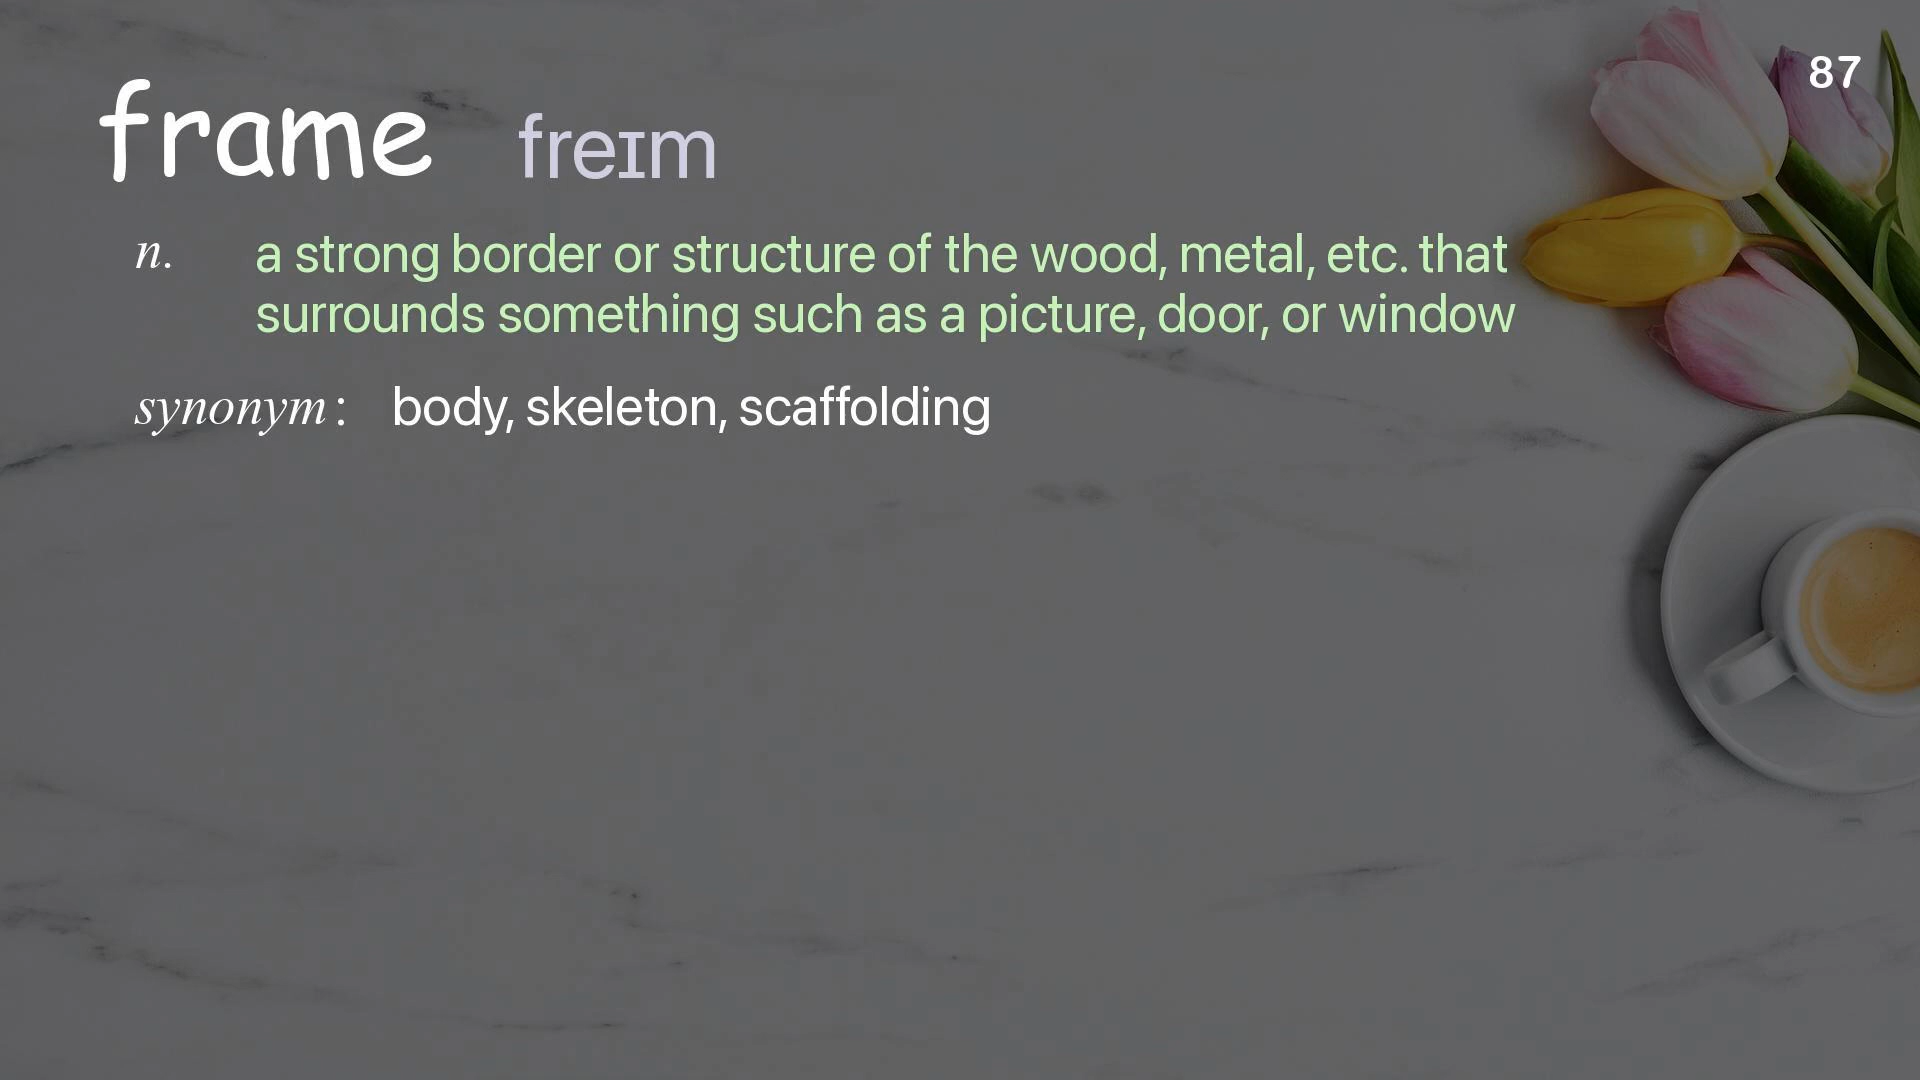 87
frame freɪm
n. a strong border or structure of the wood, metal, etc. that
surrounds something such as a picture, door, or window
synonym: body, skeleton, scaffolding